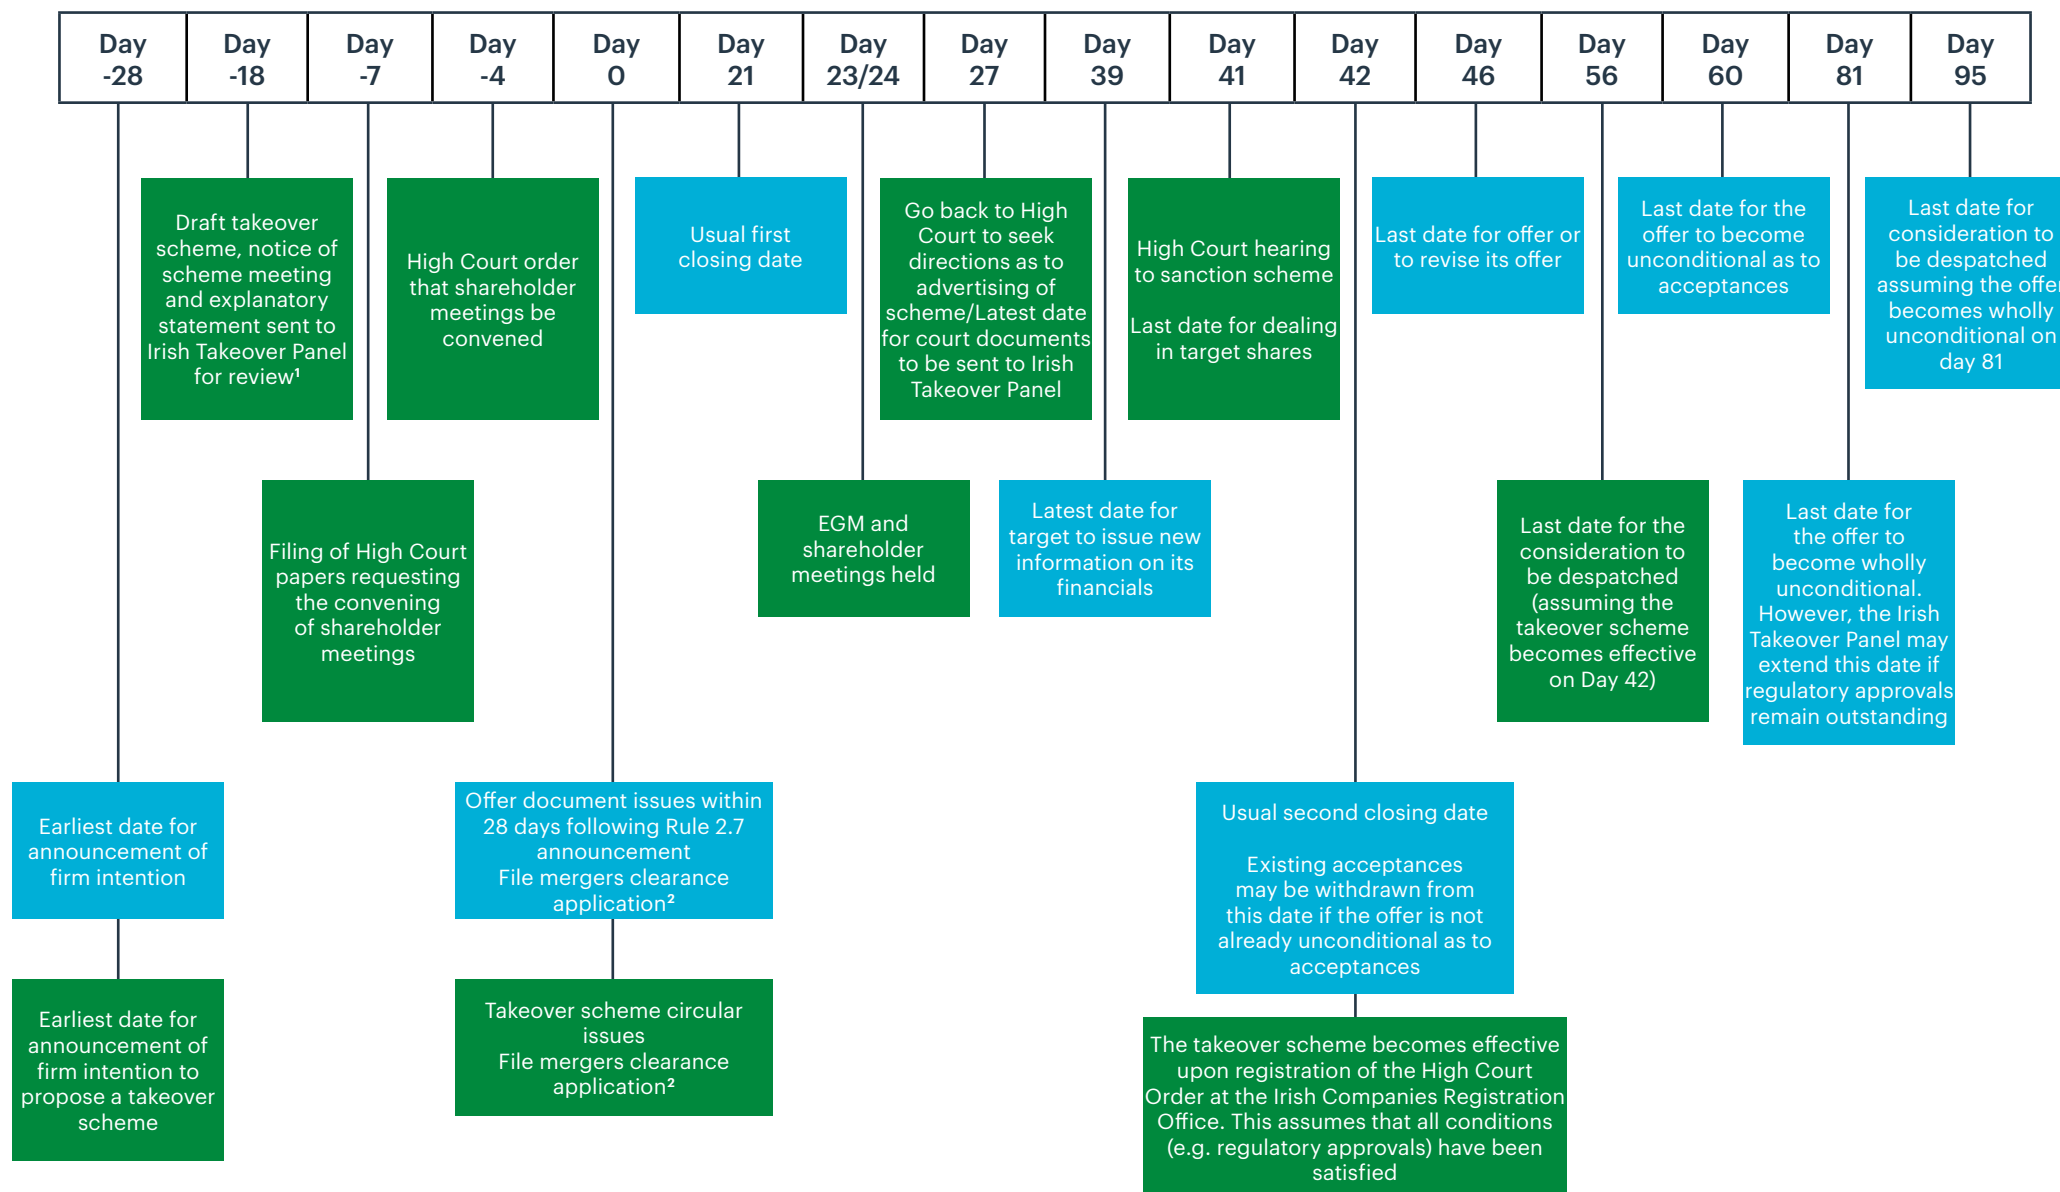 Day
-28
Day
-18
Day
-7
Day
-4
Day
0
Day
21
Day
23/24
Day
27
Day
39
Day
41
Day
42
Day
46
Day
56
Day
60
Day
81
Day
95
Draft takeover
scheme, notice of
scheme meeting
and explanatory
statement sent to
Irish Takeover Panel
for review¹
High Court order
that shareholder
meetings be
convened
Usual first
closing date
Go back to High
Court to seek
directions as to
advertising of
scheme/Latest date
for court documents
to be sent to Irish
Takeover Panel
High Court hearing
to sanction scheme
Last date for dealing
in target shares
Last date for offer or
to revise its offer
Last date for the
offer to become
unconditional as to
acceptances
Last date for
consideration to
be despatched
assuming the offer
becomes wholly
unconditional on
day 81
Filing of High Court
papers requesting
the convening
of shareholder
meetings
EGM and
shareholder
meetings held
Latest date for
target to issue new
information on its
financials
Last date for the
consideration to
be despatched
(assuming the
takeover scheme
becomes effective
on Day 42)
Last date for
the offer to
become wholly
unconditional.
However, the Irish
Takeover Panel may
extend this date if
regulatory approvals
remain outstanding
Earliest date for
announcement of
firm intention
Offer document issues within
28 days following Rule 2.7
announcement
File mergers clearance
application²
Usual second closing date
Existing acceptances
may be withdrawn from
this date if the offer is not
already unconditional as to
acceptances
Earliest date for
announcement of
firm intention to
propose a takeover
scheme
Takeover scheme circular
issues
File mergers clearance
application²
The takeover scheme becomes effective
upon registration of the High Court
Order at the Irish Companies Registration
Office. This assumes that all conditions
(e.g. regulatory approvals) have been
satisfied